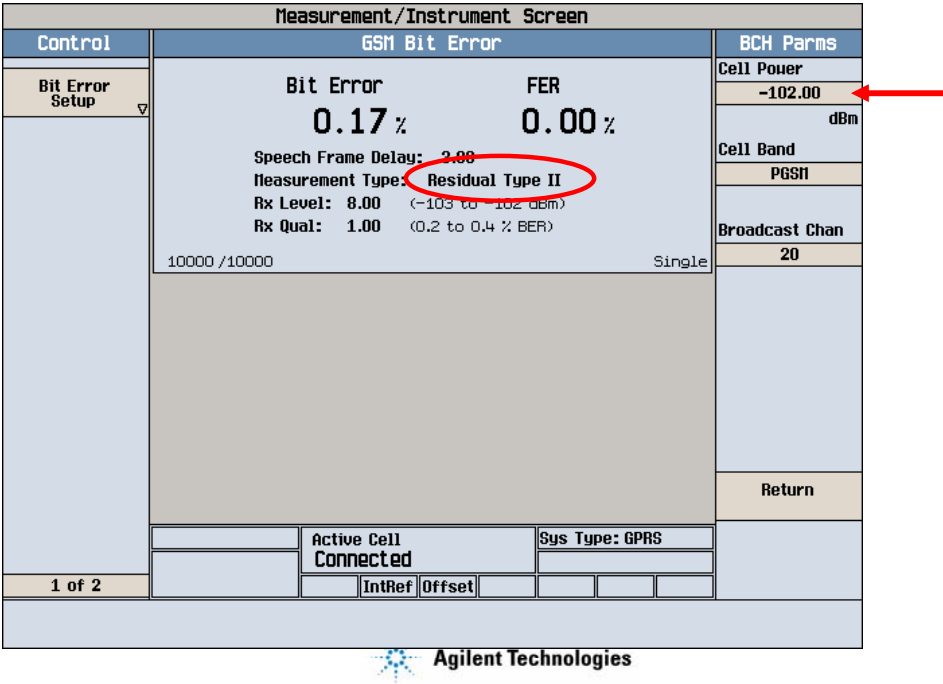 Measurement/Instrument Screen
Control
GSM Bit Error
BCH Parms
Bit Error
Setup
Bit Error FER
0.17 % 0.00 %
Speech Frame Delay:
Measurement Type: Residual Type II
Rx Level: 8.00 (-103 to -102 dBm)
Rx Qual: 1.00 (0.2 to 0.4 % BER)
10000 /10000 Single
Cell Power
-102.00
dBm
Cell Band
PGSM
Broadcast Chan
20
Return
Active Cell
Connected
Sys Type: GPRS
IntRef Offset
1 of 2
Agilent Technologies